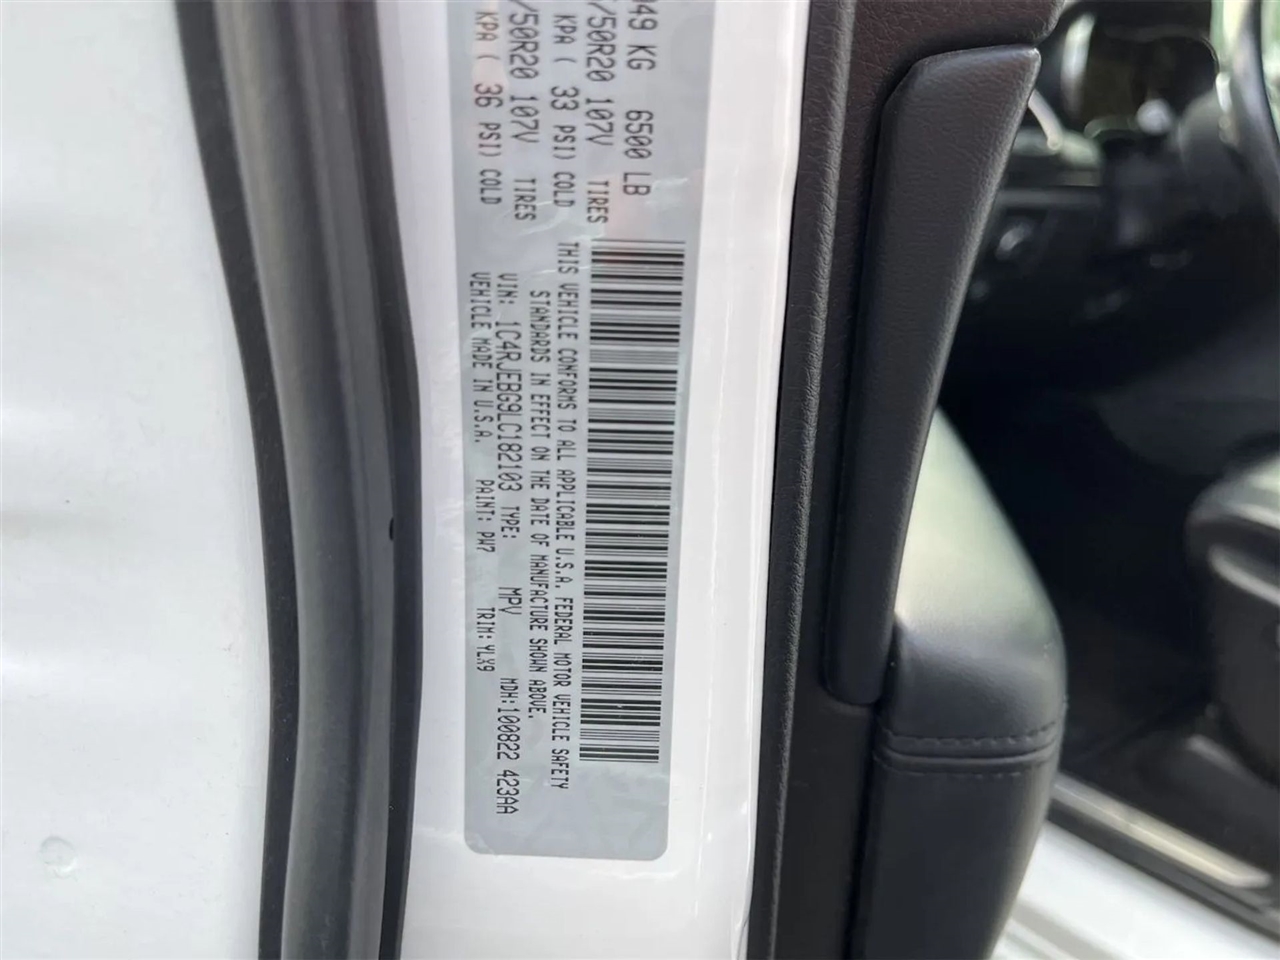 949 KG 6500 LB
/50R20 107V TIRES
KPA ( 33 PSI) COLD
/50R20 107V TIRES
KPA ( 36 PSI) COLD
THIS VEHICLE CONFORMS TO ALL APPLICABLE U.S.A. FEDERAL MOTOR VEHICLE SAFETY
STANDARDS IN EFFECT ON THE DATE OF MANUFACTURE SHOWN ABOVE.
VIN: 1C4RJEBG9LC182103 TYPE: MPV MDH:100822 423AA
VEHICLE MADE IN U.S.A. PAINT: PW7 TRIM:YLX9